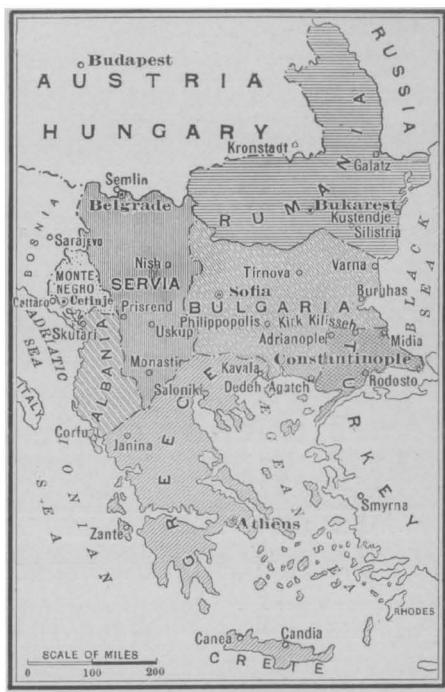 Budapest
AUSTRIA
HUNGARY
RUSSIA
Kronstadt
Galatz
RUMANIA
Semlin
Belgrade
Bukarest
Kustendje
Silistria
BOSNIA
Sarajevo
Nish
SERVIA
Tirnova
Varna
BLACK SEA
MONTE-
NEGRO
Cettaro
Cetinje
Prisrend
Sofia
BULGARIA
Burghas
Skutari
ADRIATIC SEA
Uskup
Philippopolis
Kirk Kilisseh
Adrianople
Midia
ALBANIA
Monastir
Constantinople
Kavala
Saloniki
Dedeh Agatch
Rodosto
TURKEY
ITALY
Corfu
Janina
GREECE
ÆGEAN SEA
IONIAN SEA
Smyrna
Zante
Athens
RHODES
Canea
Candia
CRETE
SCALE OF MILES
0 100 200